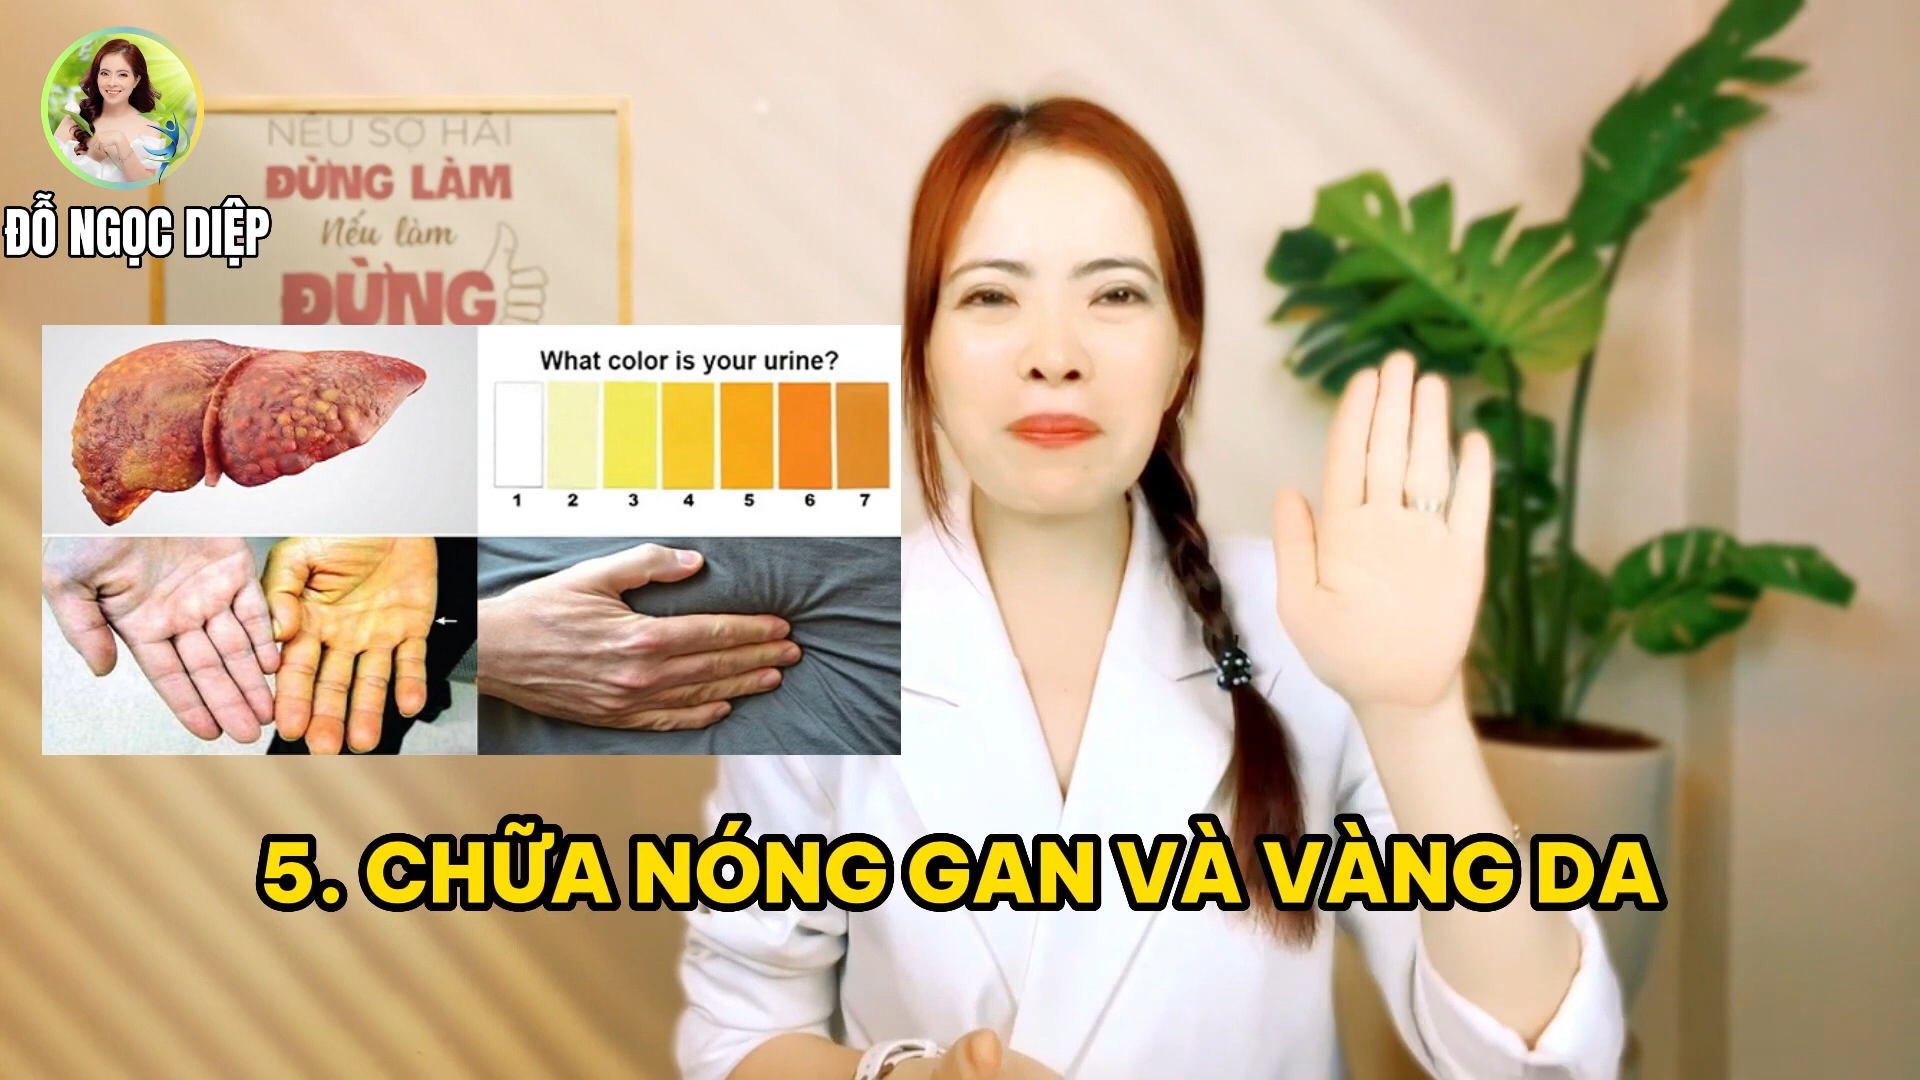 NẾU SỢ HÃI
ĐỪNG LÀM
Nếu làm
ĐỪNG
ĐỖ NGỌC DIỆP
What color is your urine?
1 2 3 4 5 6 7
5. CHỮA NÓNG GAN VÀ VÀNG DA